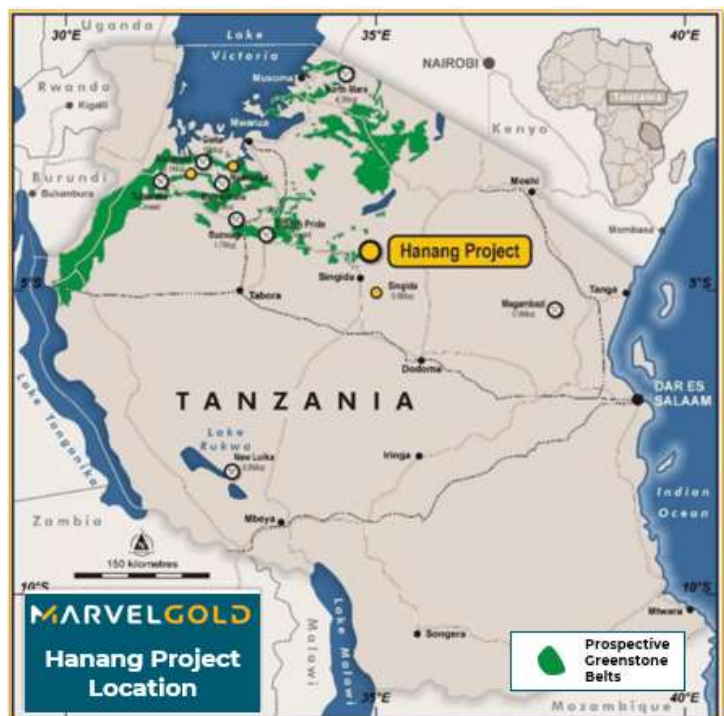 30°E
35°E
40°E
Uganda
Lake
Victoria
NAIROBI
Musoma
North Mara
Rwanda
Kigali
Mwanza
TANZANIA
Kenya
Geita
Burundi
Bujumbura
Moshi
Mombasa
Hanang Project
5°S
5°S
Singida
Singida
Tabora
Tanga
Magambazi
Dodoma
DAR ES
SALAAM
TANZANIA
Lake Tanganika
Lake
Rukwa
New Luika
Iringa
Indian
Ocean
Zambia
Mbeya
150 kilometres
10°S
10°S
MARVELGOLD
Hanang Project
Location
Lake Malawi
Malawi
Songera
Mtwara
Prospective
Greenstone
Belts
35°E
40°E
Mozambique